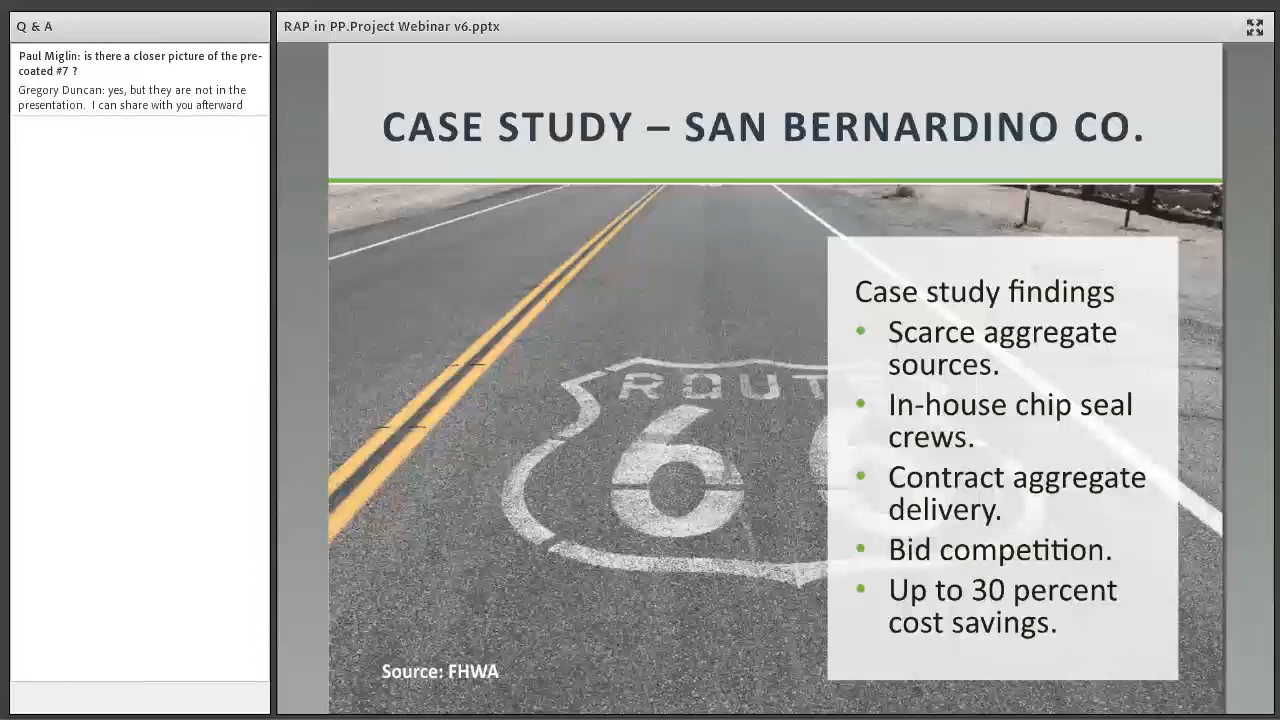 Q & A
Paul Miglin: is there a closer picture of the pre-
coated #7 ?
Gregory Duncan: yes, but they are not in the
presentation.  I can share with you afterward
RAP in PP.Project Webinar v6.pptx
CASE STUDY – SAN BERNARDINO CO.
ROUT
6 6
Case study findings
• Scarce aggregate
sources.
• In-house chip seal
crews.
• Contract aggregate
delivery.
• Bid competition.
• Up to 30 percent
cost savings.
Source: FHWA